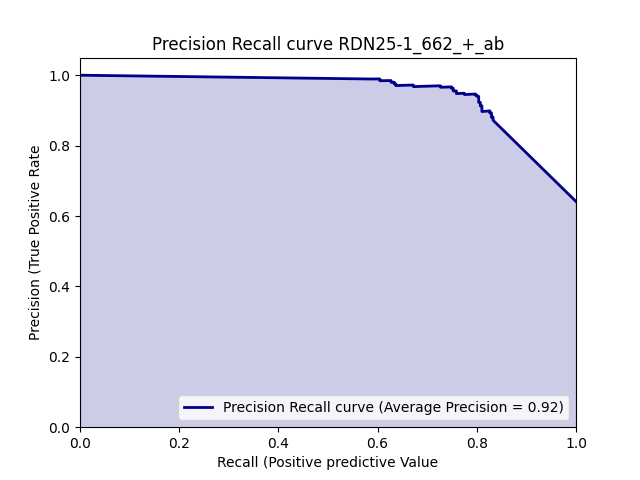 Precision Recall curve RDN25-1_662_+_ab
1.0
0.8
0.6
0.4
0.2
0.0
Precision (True Positive Rate
Precision Recall curve (Average Precision = 0.92)
0.0 0.2 0.4 0.6 0.8 1.0
Recall (Positive predictive Value